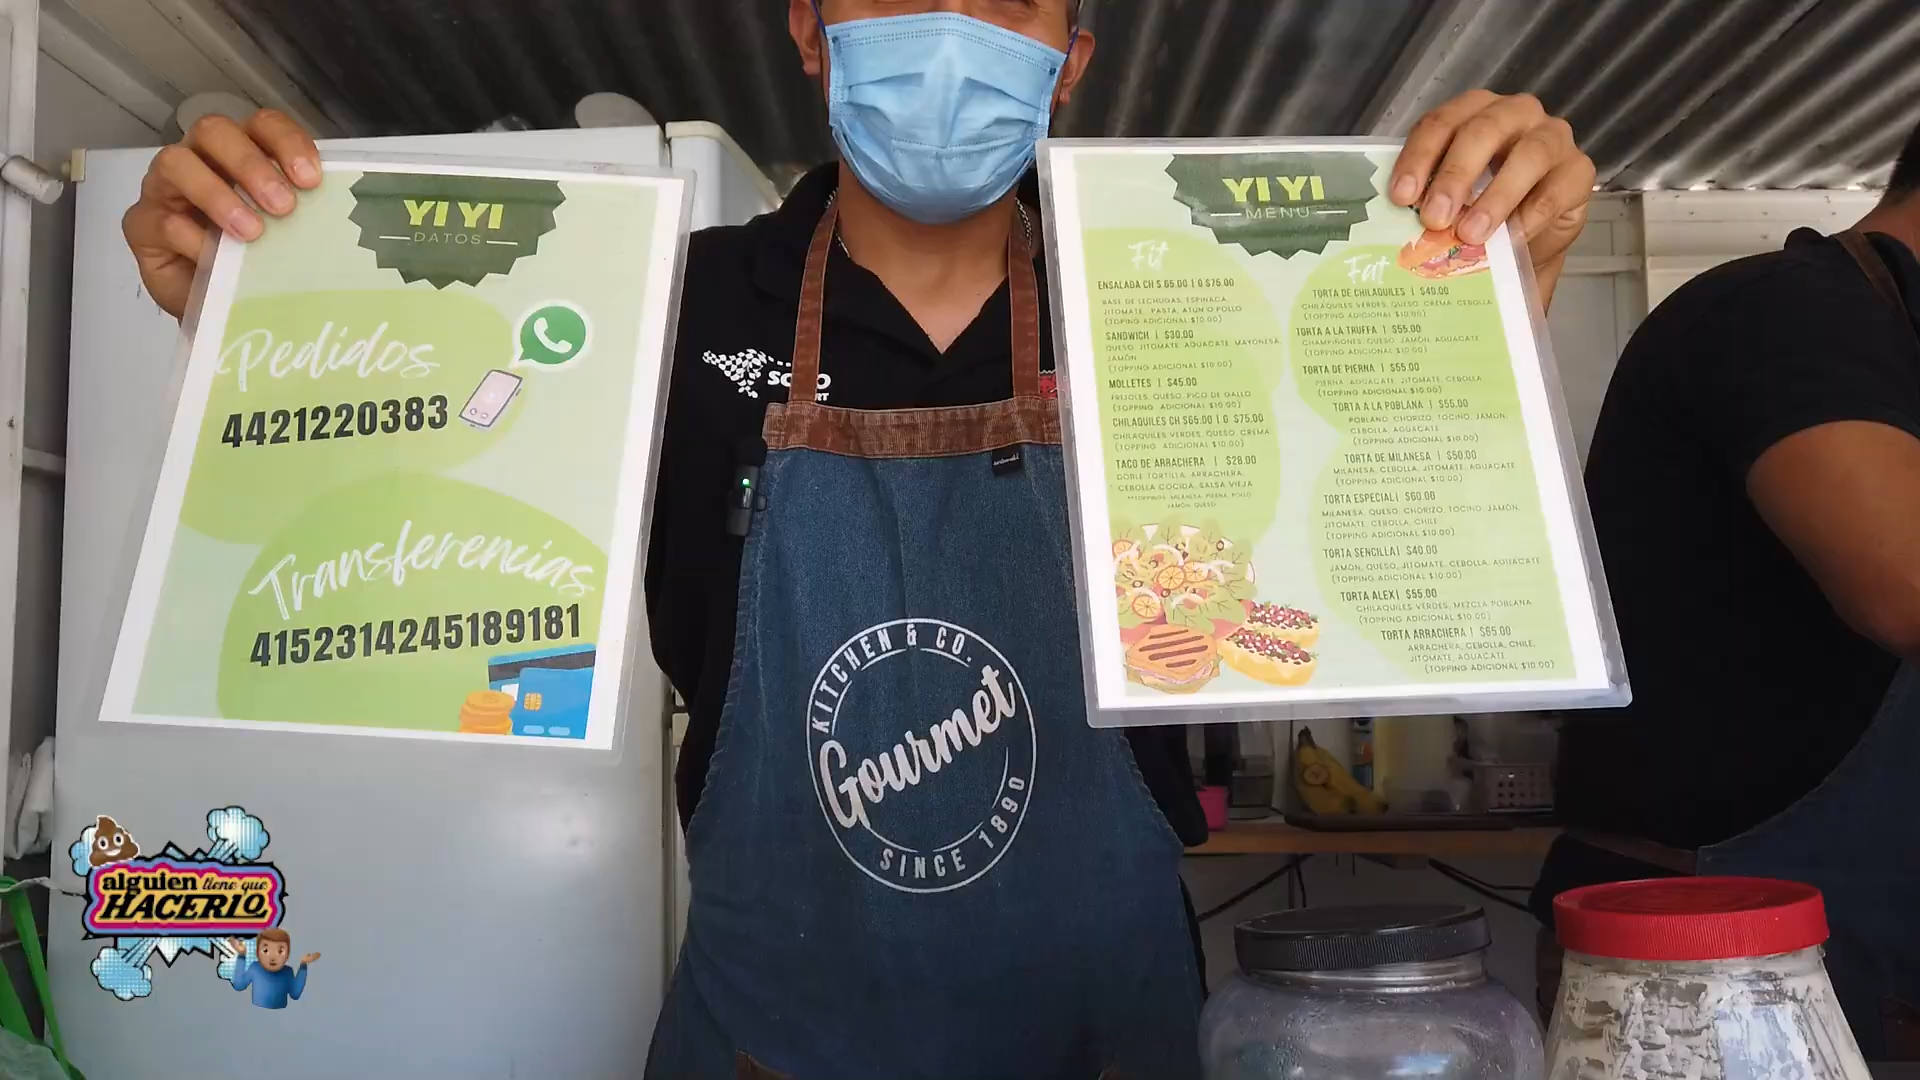 YI YI
DATOS
Pedidos
4421220383
Transferencias
4152314245189181
YI YI
MENU
Fit
ENSALADA CH $ 65.00 | G $75.00
BASE DE LECHUGAS, ESPINACA,
JITOMATE, PASTA, ATUN O POLLO
(TOPING ADICIONAL $10.00)
SANDWICH | $30.00
QUESO, JITOMATE, AGUACATE, MAYONESA,
JAMÓN
(TOPPING ADICIONAL $10.00)
MOLLETES | $45.00
FRIJOLES, QUESO, PICO DE GALLO
(TOPPING ADICIONAL $10.00)
CHILAQUILES CH $65.00 | G $75.00
CHILAQUILES VERDES, QUESO, CREMA
(TOPPING ADICIONAL $10.00)
TACO DE ARRACHERA | $28.00
DOBLE TORTILLA, ARRACHERA,
CEBOLLA COCIDA, SALSA VIEJA
**TOPPINGS: MILANESA, PIERNA, POLLO
JAMÓN, QUESO
Fat
TORTA DE CHILAQUILES | $40.00
CHILAQUILES VERDES, QUESO, CREMA, CEBOLLA
(TOPPING ADICIONAL $10.00)
TORTA A LA TRUFFA | $55.00
CHAMPIÑONES, QUESO, JAMÓN, AGUACATE
(TOPPING ADICIONAL $10.00)
TORTA DE PIERNA | $55.00
PIERNA, AGUACATE, JITOMATE, CEBOLLA
(TOPPING ADICIONAL $10.00)
TORTA A LA POBLANA | $55.00
POBLANO, CHORIZO, TOCINO, JAMON,
CEBOLLA, AGUACATE
(TOPPING ADICIONAL $10.00)
TORTA DE MILANESA | $50.00
MILANESA, CEBOLLA, JITOMATE, AGUACATE
(TOPPING ADICIONAL $10.00)
TORTA ESPECIAL| $60.00
MILANESA, QUESO, CHORIZO, TOCINO, JAMÓN,
JITOMATE, CEBOLLA, CHILE
(TOPPING ADICIONAL $10.00)
TORTA SENCILLA| $40.00
JAMÓN, QUESO, JITOMATE, CEBOLLA, AGUACATE
(TOPPING ADICIONAL $10.00)
TORTA ALEX| $55.00
CHILAQUILES VERDES, MEZCLA POBLANA
(TOPPING ADICIONAL $10.00)
TORTA ARRACHERA | $65.00
ARRACHERA, CEBOLLA, CHILE,
JITOMATE, AGUACATE
(TOPPING ADICIONAL $10.00)
KITCHEN & CO.
Gourmet
SINCE 1890
alguien tiene que
HACERLO